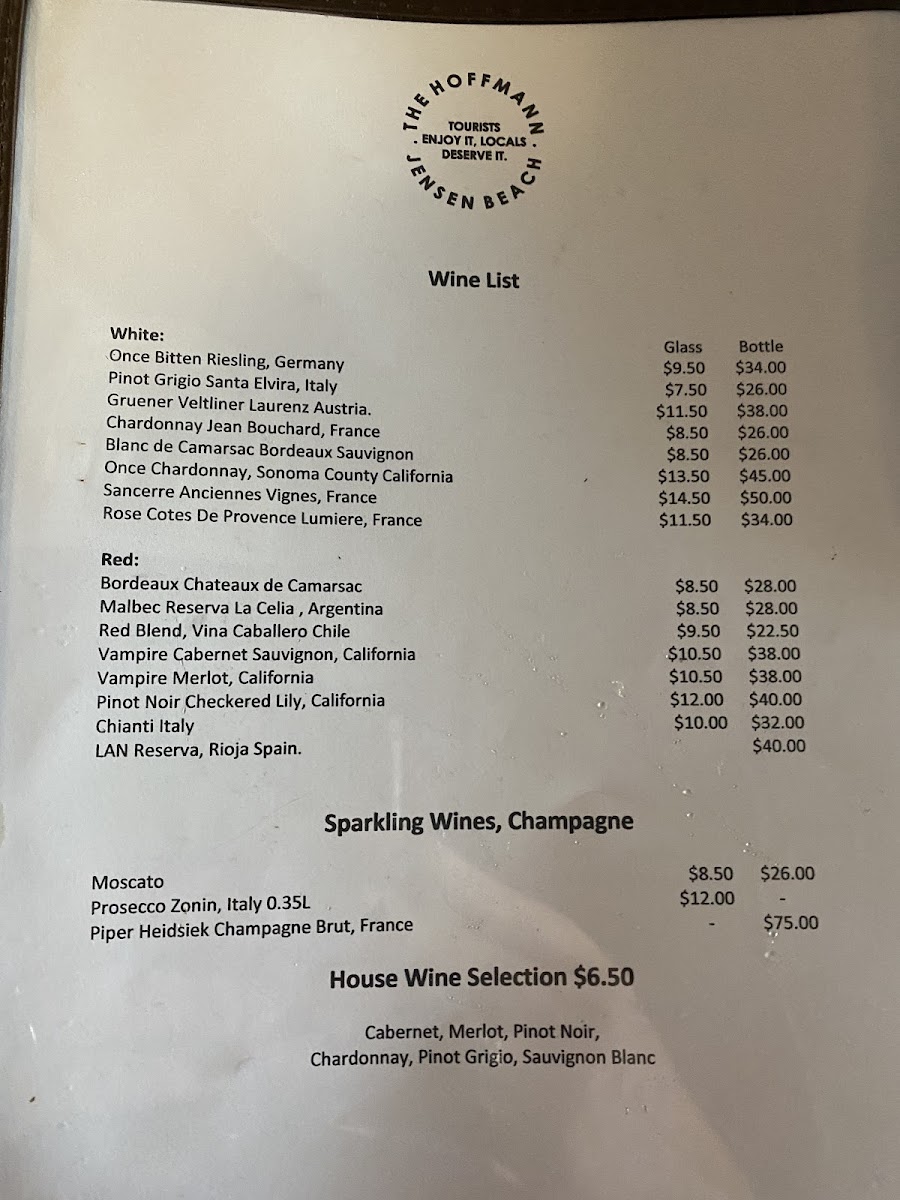 THE HOFFMANN
TOURISTS
. ENJOY IT, LOCALS .
DESERVE IT.
JENSEN BEACH
Wine List
White:
Glass Bottle
Once Bitten Riesling, Germany $9.50 $34.00
Pinot Grigio Santa Elvira, Italy $7.50 $26.00
Gruener Veltliner Laurenz Austria. $11.50 $38.00
Chardonnay Jean Bouchard, France $8.50 $26.00
Blanc de Camarsac Bordeaux Sauvignon $8.50 $26.00
Once Chardonnay, Sonoma County California $13.50 $45.00
Sancerre Anciennes Vignes, France $14.50 $50.00
Rose Cotes De Provence Lumiere, France $11.50 $34.00
Red:
Bordeaux Chateaux de Camarsac $8.50 $28.00
Malbec Reserva La Celia , Argentina $8.50 $28.00
Red Blend, Vina Caballero Chile $9.50 $22.50
Vampire Cabernet Sauvignon, California $10.50 $38.00
Vampire Merlot, California $10.50 $38.00
Pinot Noir Checkered Lily, California $12.00 $40.00
Chianti Italy $10.00 $32.00
LAN Reserva, Rioja Spain. $40.00
Sparkling Wines, Champagne
Moscato $8.50 $26.00
Prosecco Zonin, Italy 0.35L $12.00 -
Piper Heidsiek Champagne Brut, France - $75.00
House Wine Selection $6.50
Cabernet, Merlot, Pinot Noir,
Chardonnay, Pinot Grigio, Sauvignon Blanc